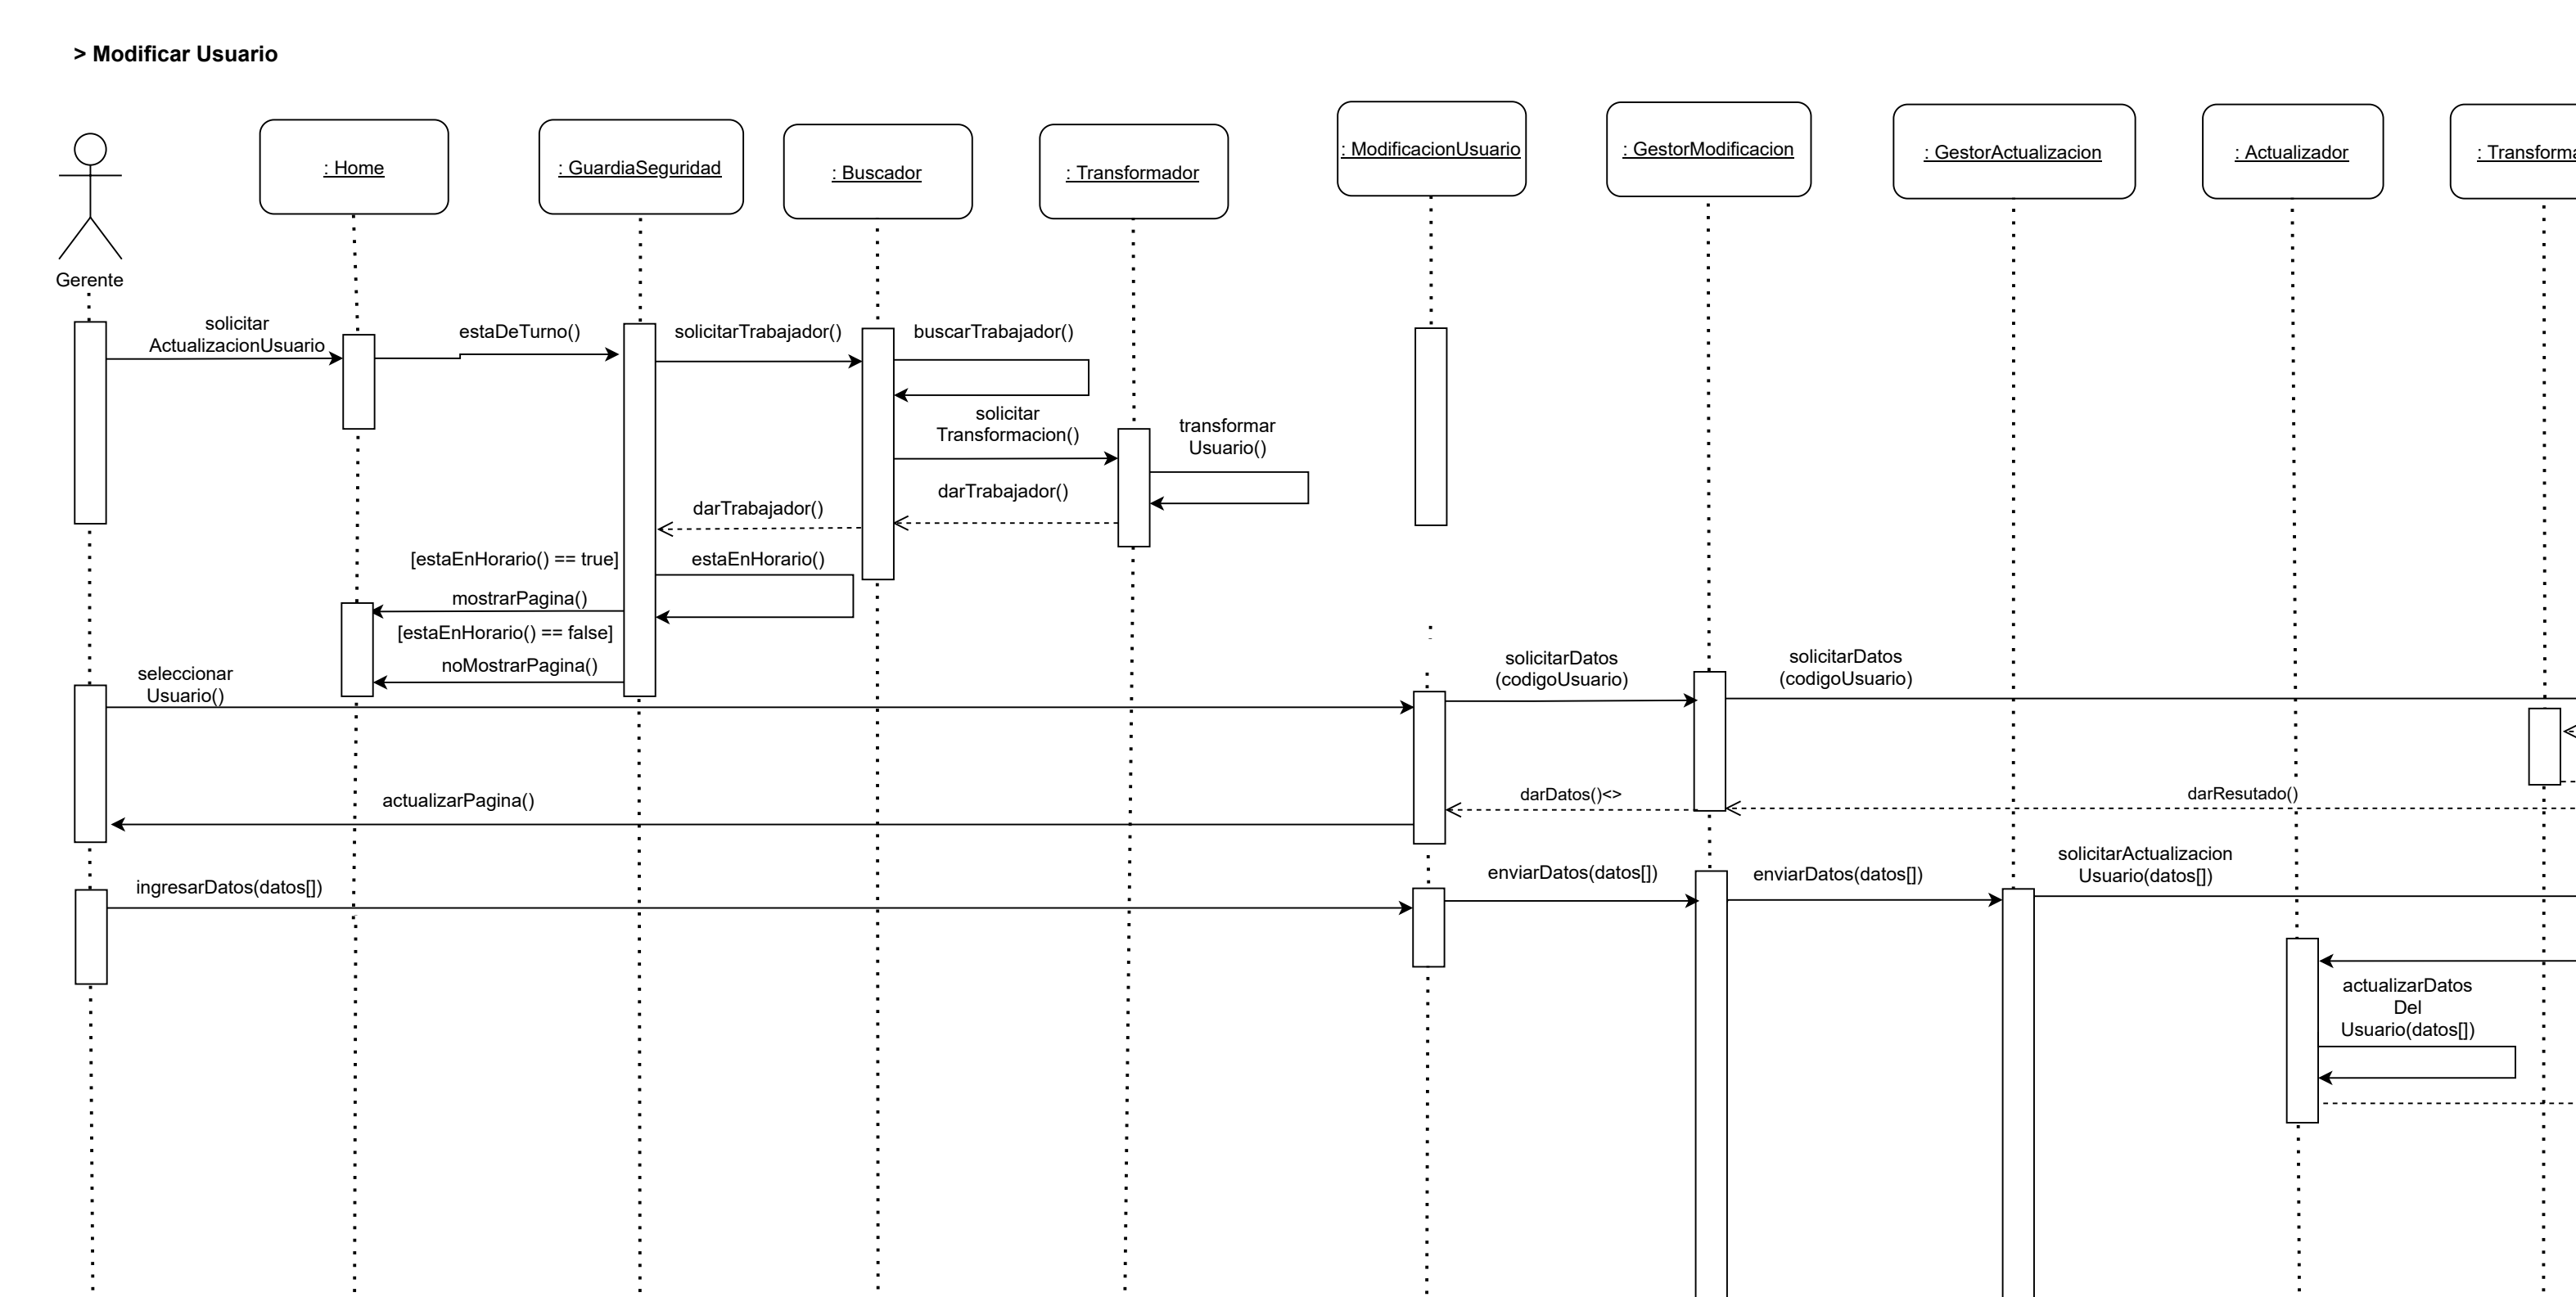 > Modificar Usuario
: Home
: GuardiaSeguridad
: Buscador
: Transformador
: ModificacionUsuario
: GestorModificacion
: GestorActualizacion
: Actualizador
: Transforma
Gerente
solicitar
ActualizacionUsuario
estaDeTurno()
solicitarTrabajador()
buscarTrabajador()
solicitar
Transformacion()
transformar
Usuario()
darTrabajador()
darTrabajador()
[estaEnHorario() == true]
estaEnHorario()
mostrarPagina()
[estaEnHorario() == false]
noMostrarPagina()
seleccionar
Usuario()
solicitarDatos
(codigoUsuario)
solicitarDatos
(codigoUsuario)
actualizarPagina()
darDatos()<>
darResutado()
ingresarDatos(datos[])
enviarDatos(datos[])
enviarDatos(datos[])
solicitarActualizacion
Usuario(datos[])
actualizarDatos
Del
Usuario(datos[])